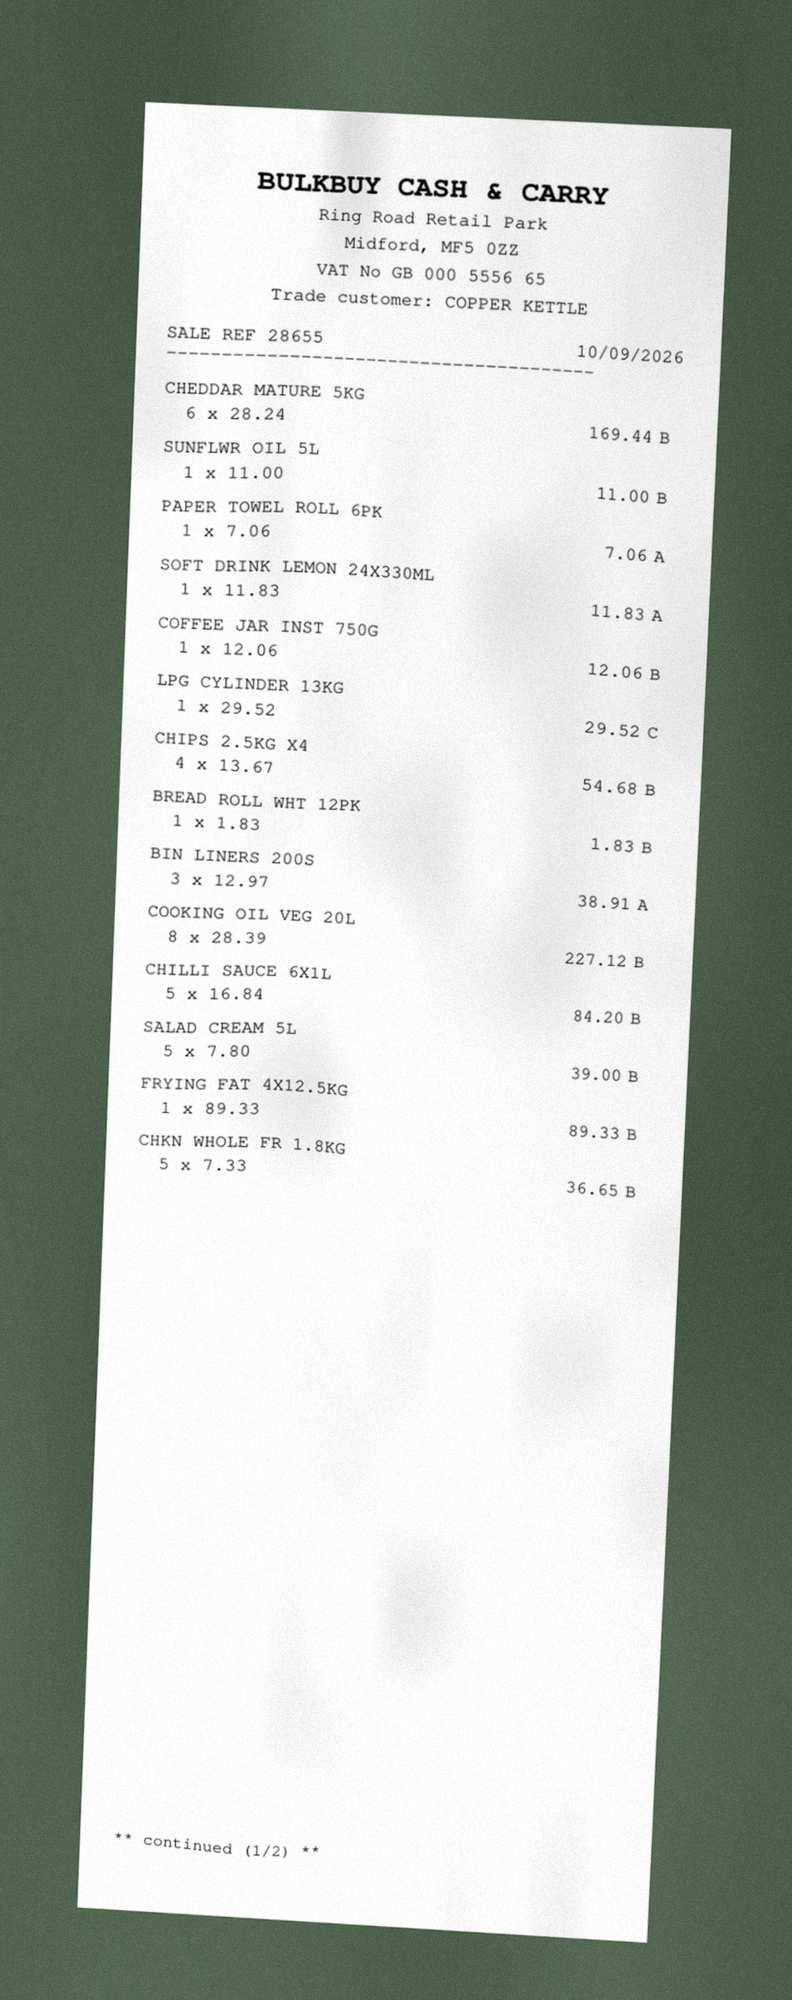 BULKBUY CASH & CARRY
Ring Road Retail Park
Midford, MF5 0ZZ
VAT No GB 000 5556 65
Trade customer: COPPER KETTLE
SALE REF 28655 10/09/2026
----------------------------------------
CHEDDAR MATURE 5KG
6 x 28.24 169.44 B
SUNFLWR OIL 5L
1 x 11.00 11.00 B
PAPER TOWEL ROLL 6PK
1 x 7.06 7.06 A
SOFT DRINK LEMON 24X330ML
1 x 11.83 11.83 A
COFFEE JAR INST 750G
1 x 12.06 12.06 B
LPG CYLINDER 13KG
1 x 29.52 29.52 C
CHIPS 2.5KG X4
4 x 13.67 54.68 B
BREAD ROLL WHT 12PK
1 x 1.83 1.83 B
BIN LINERS 200S
3 x 12.97 38.91 A
COOKING OIL VEG 20L
8 x 28.39 227.12 B
CHILLI SAUCE 6X1L
5 x 16.84 84.20 B
SALAD CREAM 5L
5 x 7.80 39.00 B
FRYING FAT 4X12.5KG
1 x 89.33 89.33 B
CHKN WHOLE FR 1.8KG
5 x 7.33 36.65 B
** continued (1/2) **